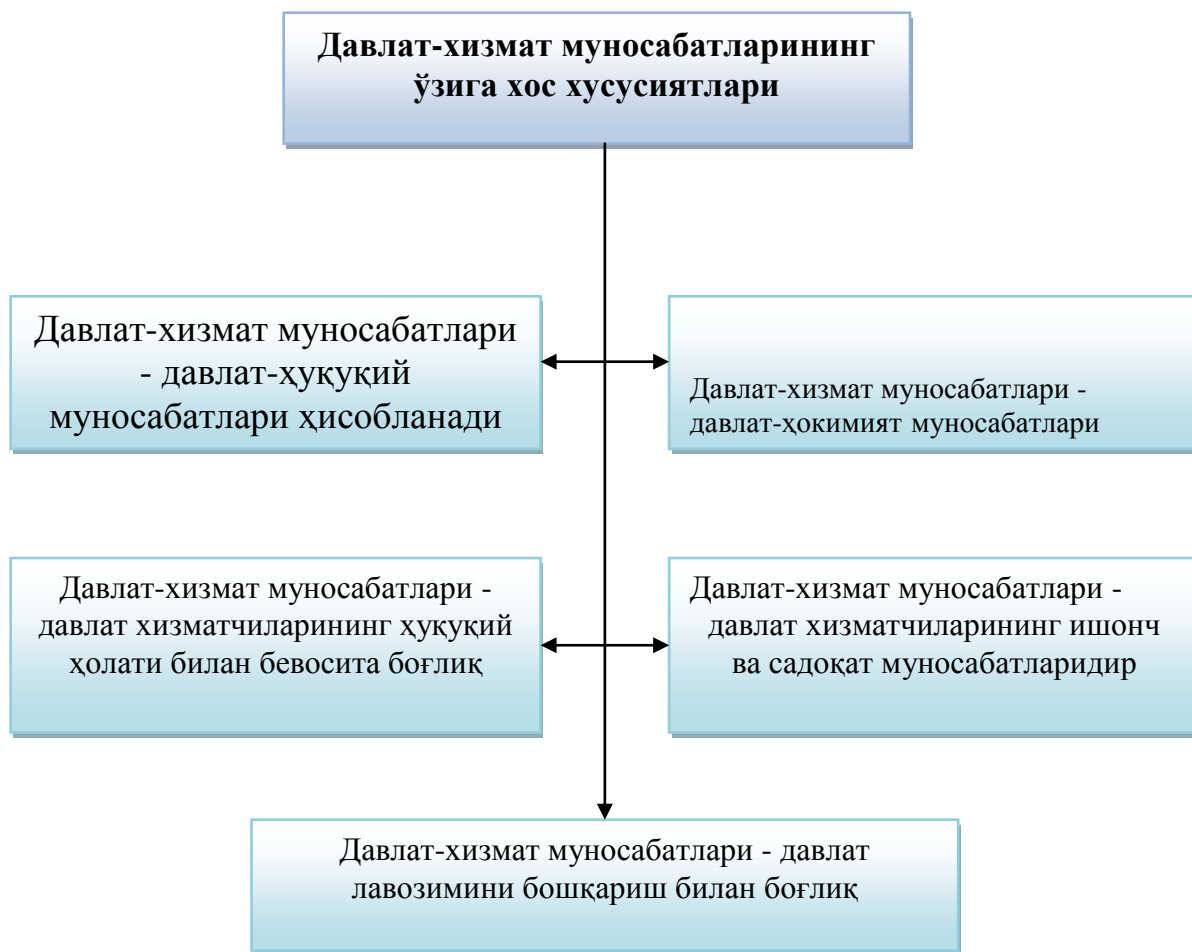 Давлат-хизмат муносабатларининг
ўзига хос хусусиятлари
Давлат-хизмат муносабатлари
- давлат-ҳуқуқий
муносабатлари ҳисобланади
Давлат-хизмат муносабатлари -
давлат-ҳокимият муносабатлари
Давлат-хизмат муносабатлари -
давлат хизматчиларининг ҳуқуқий
ҳолати билан бевосита боғлиқ
Давлат-хизмат муносабатлари -
давлат хизматчиларининг ишонч
ва садоқат муносабатларидир
Давлат-хизмат муносабатлари - давлат
лавозимини бошқариш билан боғлиқ